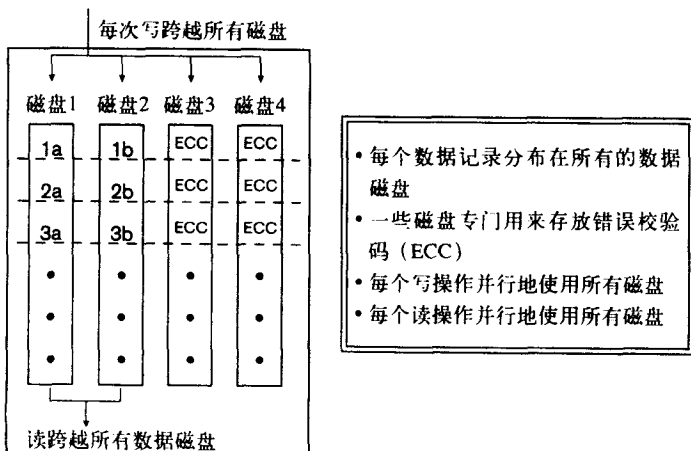 每次写跨越所有磁盘
磁盘1 磁盘2 磁盘3 磁盘4
1a 1b ECC ECC
2a 2b ECC ECC
3a 3b ECC ECC
读跨越所有数据磁盘
• 每个数据记录分布在所有的数据
磁盘
• 一些磁盘专门用来存放错误校验
码（ECC）
• 每个写操作并行地使用所有磁盘
• 每个读操作并行地使用所有磁盘